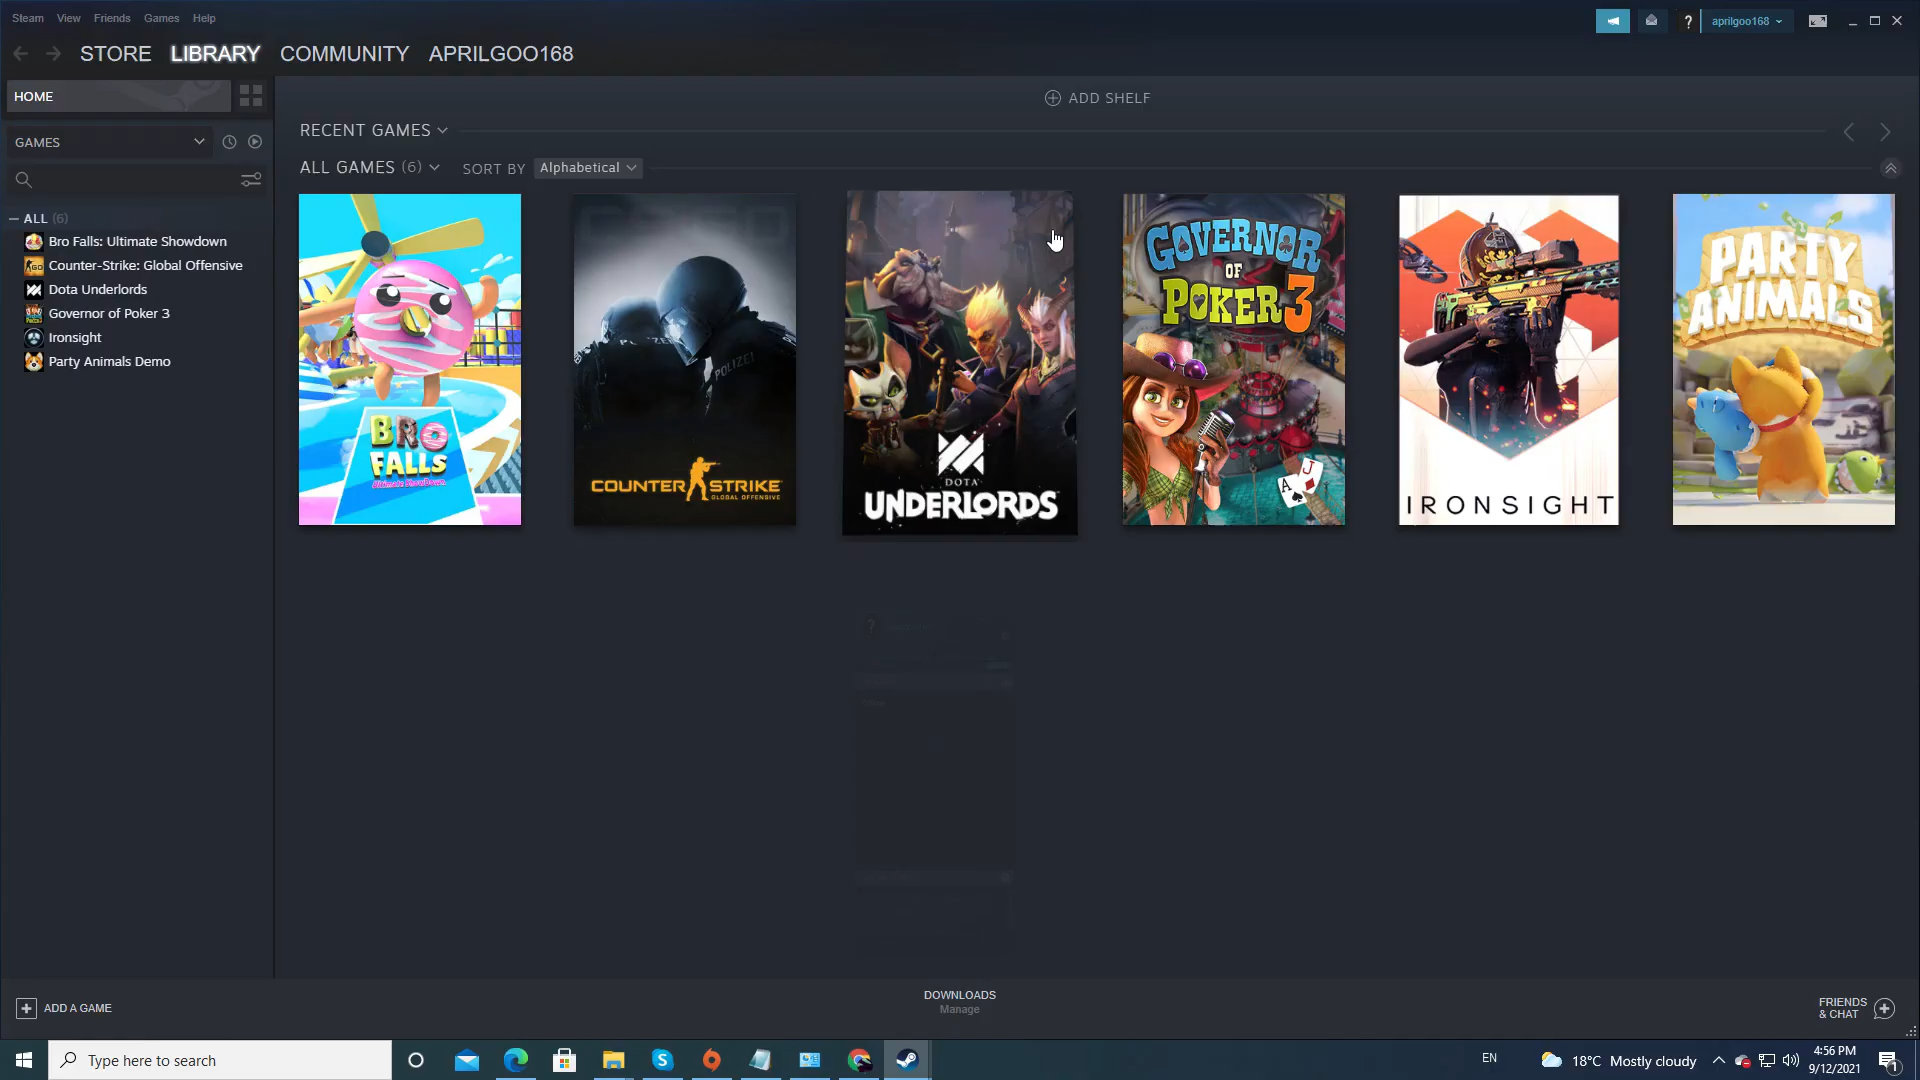 Steam View Friends Games Help
aprilgoo168
STORE LIBRARY COMMUNITY APRILGOO168
HOME
ADD SHELF
GAMES
RECENT GAMES
ALL GAMES (6) SORT BY Alphabetical
ALL (6)
Bro Falls: Ultimate Showdown
Counter-Strike: Global Offensive
Dota Underlords
Governor of Poker 3
Ironsight
Party Animals Demo
BRO
FALLS
Ultimate ShowDown
POLIZEI
COUNTER STRIKE
GLOBAL OFFENSIVE
DOTA
UNDERLORDS
GOVERNOR
OF
POKER 3
A
J
IRONSIGHT
PARTY
ANIMALS
ADD A GAME
DOWNLOADS
Manage
FRIENDS
& CHAT
Type here to search
EN
18°C Mostly cloudy
4:56 PM
9/12/2021
1